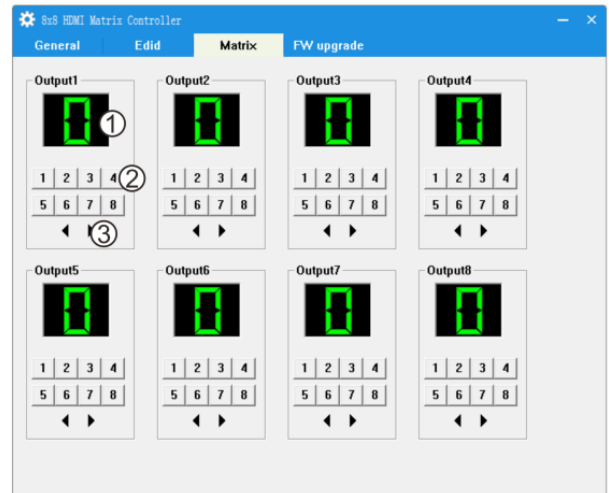 8x8 HDMI Matrix Controller
General Edid Matrix FW upgrade
Output1 Output2 Output3 Output4
0 ① 0 0 0
1 2 3 4 ② 1 2 3 4 1 2 3 4 1 2 3 4
5 6 7 8 5 6 7 8 5 6 7 8 5 6 7 8
③
Output5 Output6 Output7 Output8
0 0 0 0
1 2 3 4 1 2 3 4 1 2 3 4 1 2 3 4
5 6 7 8 5 6 7 8 5 6 7 8 5 6 7 8